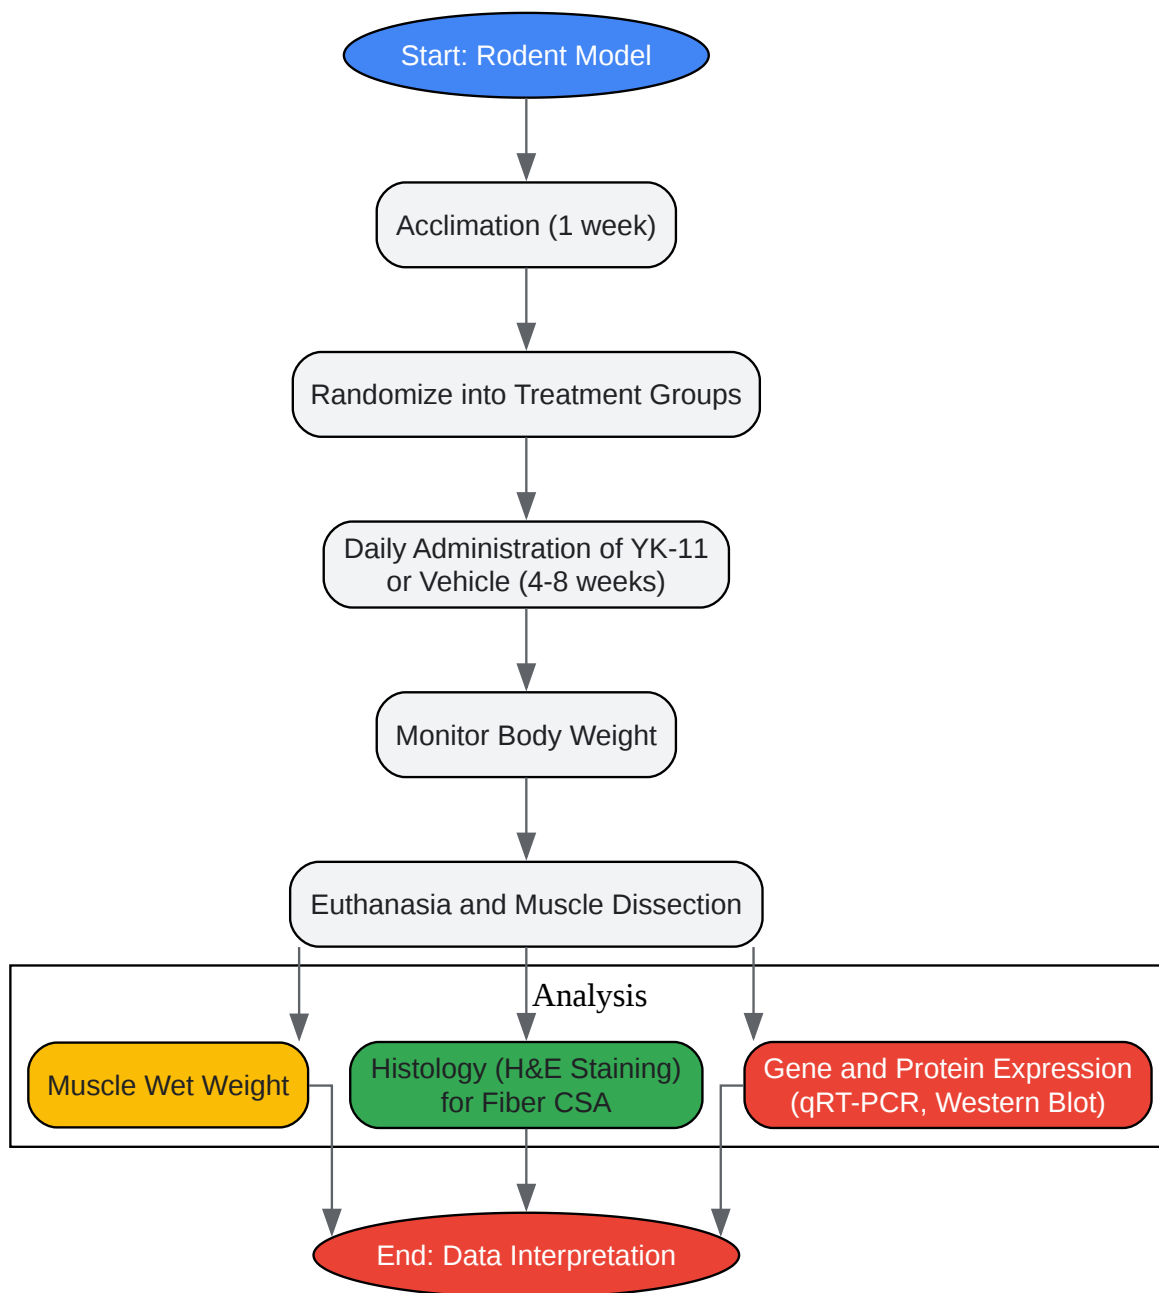 Start: Rodent Model
Acclimation (1 week)
Randomize into Treatment Groups
Daily Administration of YK-11
or Vehicle (4-8 weeks)
Monitor Body Weight
Euthanasia and Muscle Dissection
Analysis
Muscle Wet Weight
Histology (H&E Staining)
for Fiber CSA
Gene and Protein Expression
(qRT-PCR, Western Blot)
End: Data Interpretation